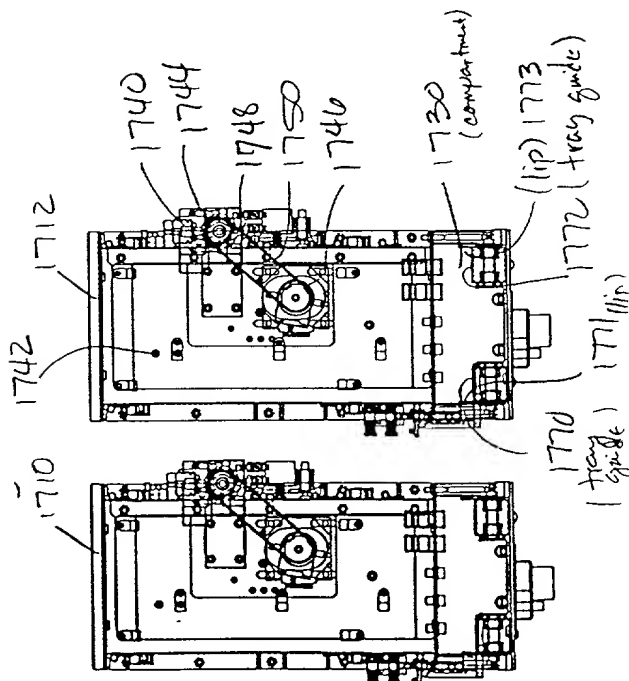 1710
1742
1712
1740
1744
1748
1750
1746
1730
(compartment)
(lip) 1773
1772 (tray guide)
1771 (lip)
1770
(tray
guide)